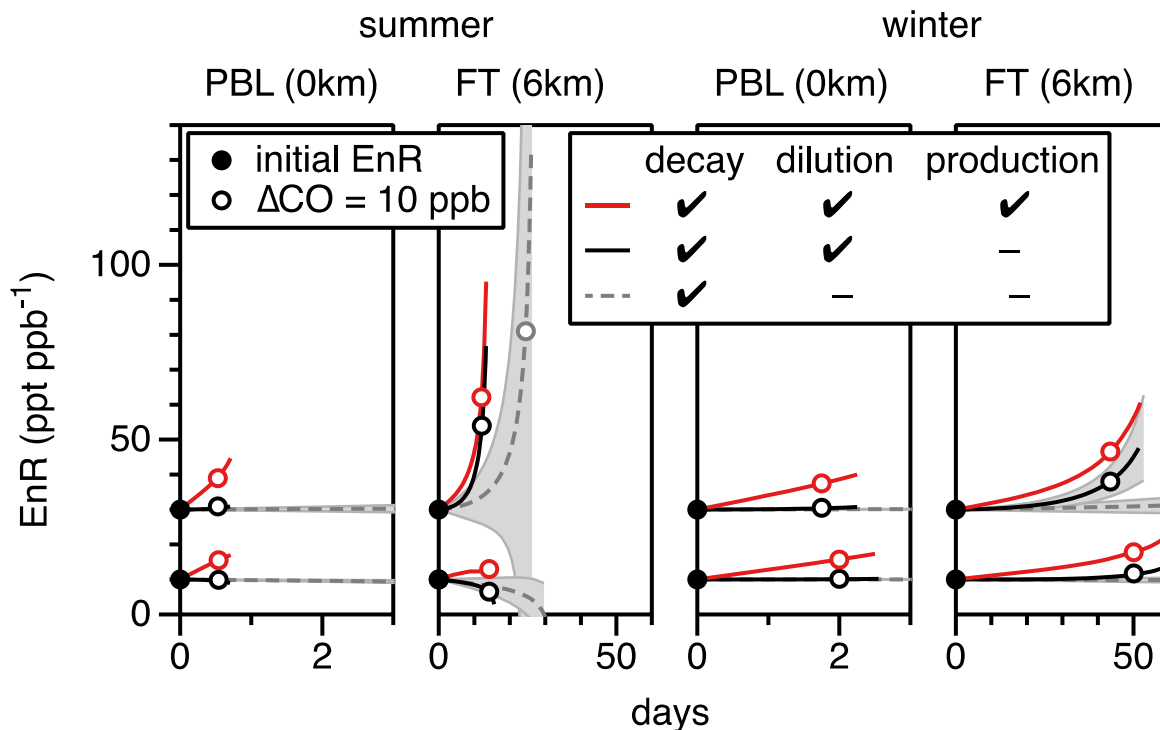 summer winter
PBL (0km) FT (6km) PBL (0km) FT (6km)
initial EnR
ΔCO = 10 ppb
decay dilution production
✔ ✔ ✔
✔ ✔ –
✔ – –
EnR (ppt ppb⁻¹)
100
50
0
0 2 0 50 0 2 0 50
days